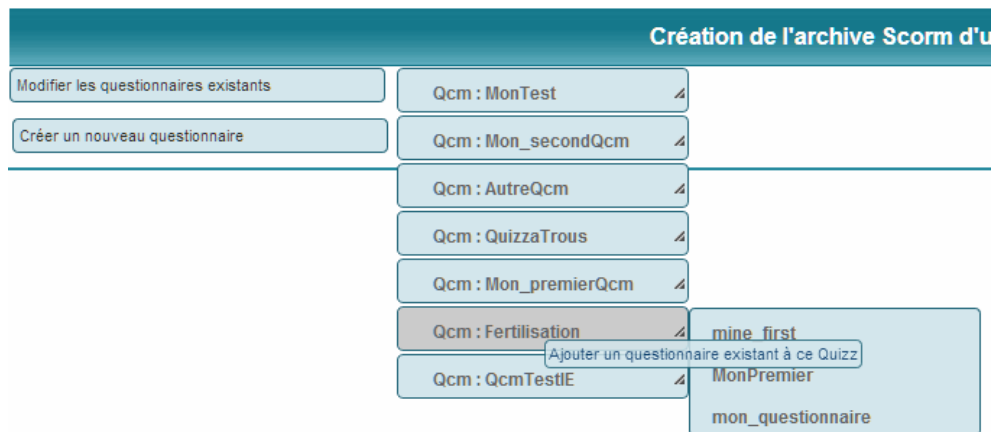 Création de l'archive Scorm d'u
Modifier les questionnaires existants
Créer un nouveau questionnaire
Qcm : MonTest
Qcm : Mon_secondQcm
Qcm : AutreQcm
Qcm : QuizzaTrous
Qcm : Mon_premierQcm
Qcm : Fertilisation
Qcm : QcmTestIE
mine_first
Ajouter un questionnaire existant à ce Quizz
MonPremier
mon_questionnaire